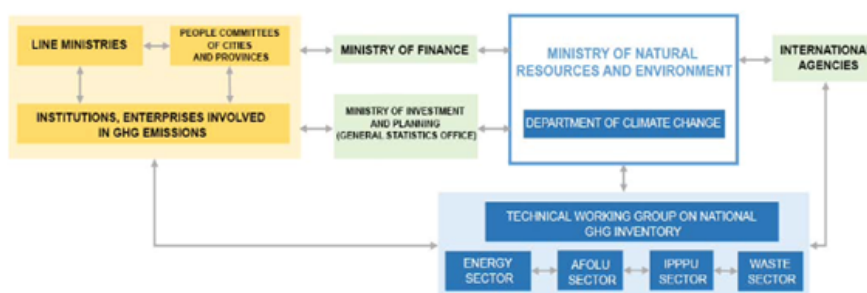 LINE MINISTRIES
PEOPLE COMMITTEES
OF CITIES
AND PROVINCES
INSTITUTIONS, ENTERPRISES INVOLVED
IN GHG EMISSIONS
MINISTRY OF FINANCE
MINISTRY OF INVESTMENT
AND PLANNING
(GENERAL STATISTICS OFFICE)
MINISTRY OF NATURAL
RESOURCES AND ENVIRONMENT
DEPARTMENT OF CLIMATE CHANGE
INTERNATIONA
AGENCIES
TECHNICAL WORKING GROUP ON NATIONAL
GHG INVENTORY
ENERGY
SECTOR
AFOLU
SECTOR
IPPPU
SECTOR
WASTE
SECTOR